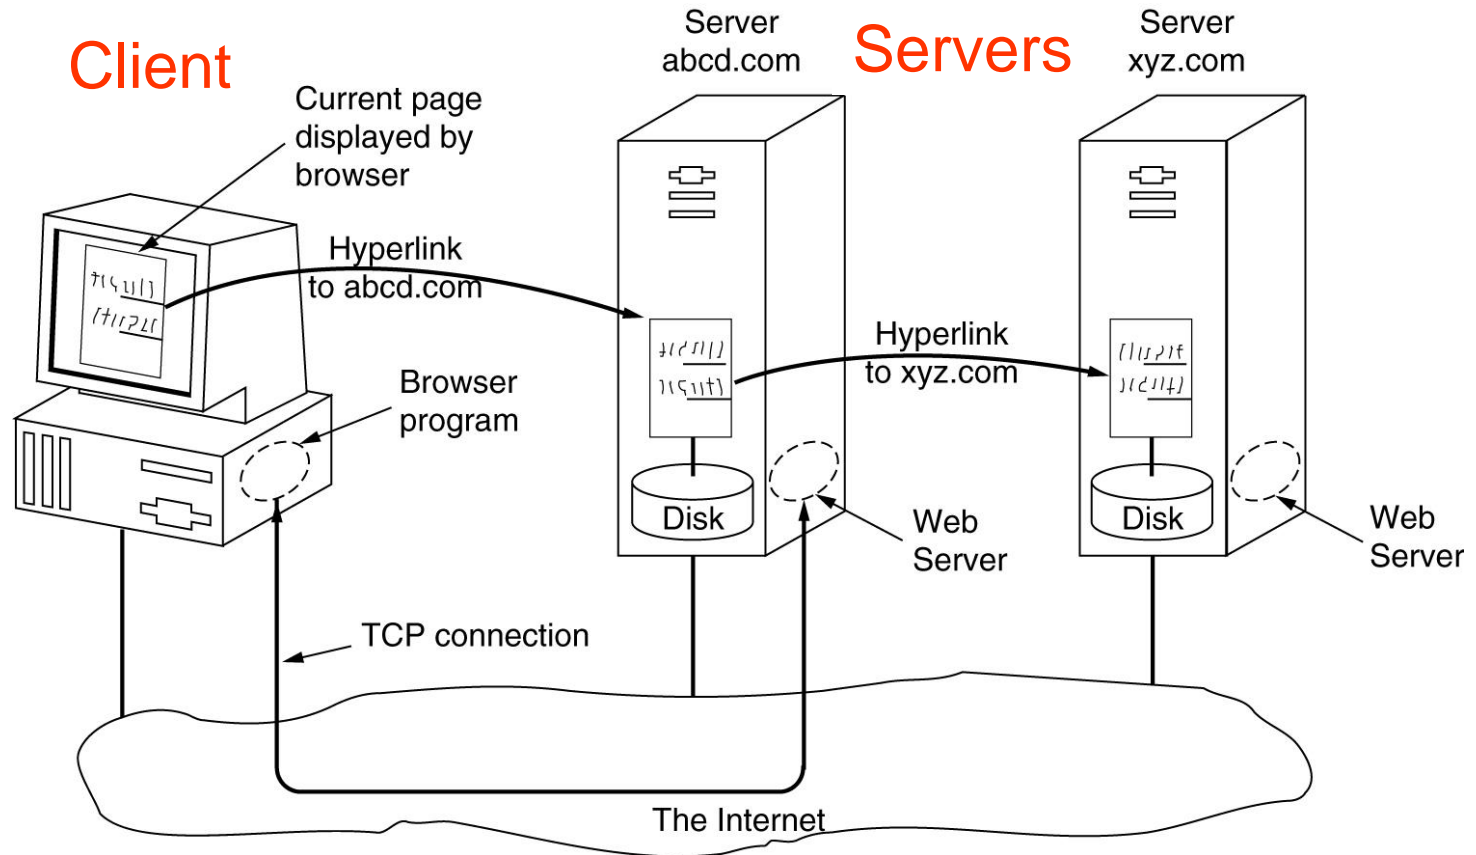 Client
Servers
Server
abcd.com
Server
xyz.com
Current page
displayed by
browser
Hyperlink
to abcd.com
Hyperlink
to xyz.com
Browser
program
Disk
Web
Server
Disk
Web
Server
TCP connection
The Internet